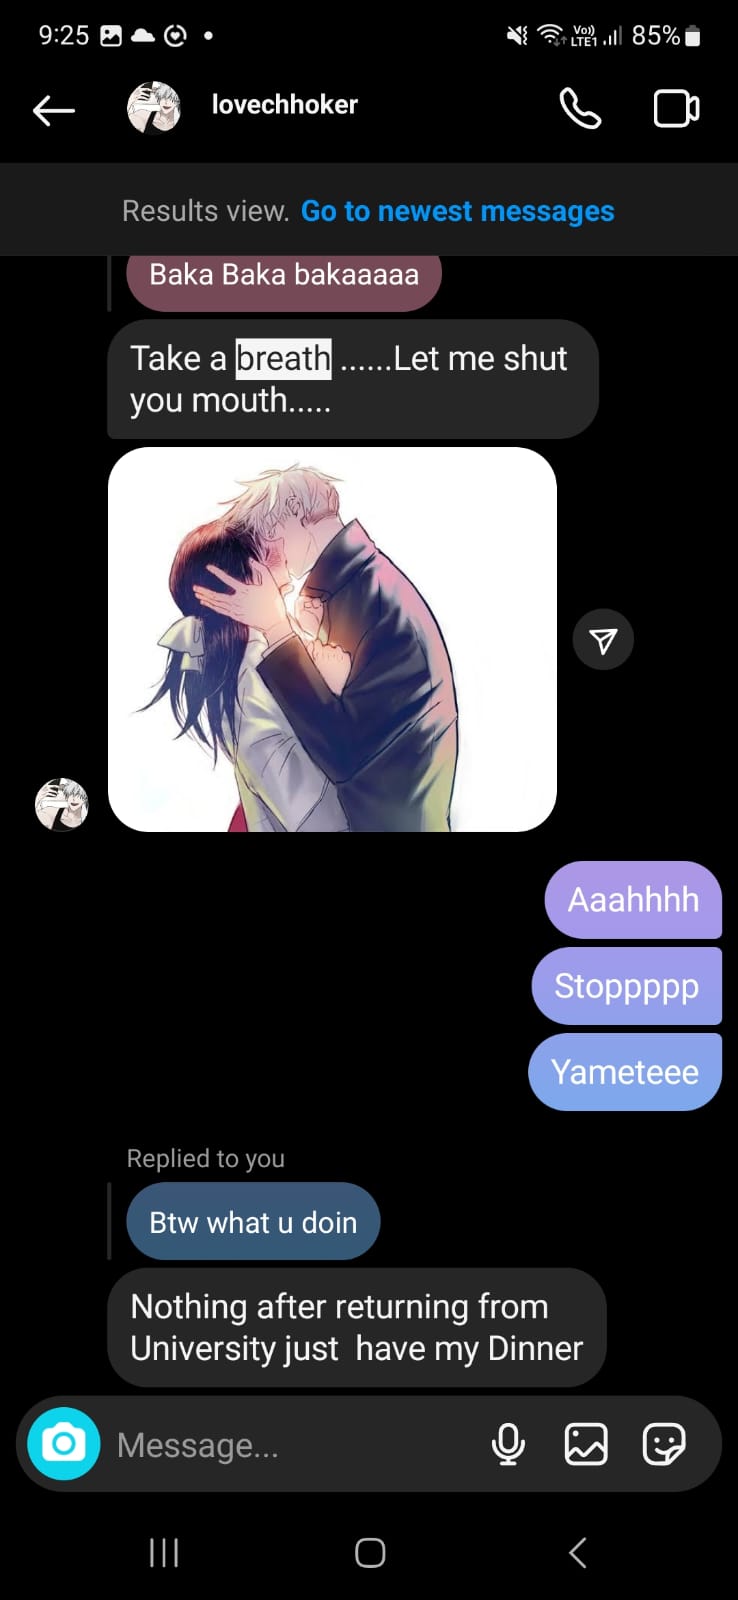 9:25
Vo)) LTE1 85%
lovechhoker
Results view. Go to newest messages
Baka Baka bakaaaaa
Take a breath ......Let me shut
you mouth.....
Aaahhhh
Stoppppp
Yameteee
Replied to you
Btw what u doin
Nothing after returning from
University just  have my Dinner
Message...